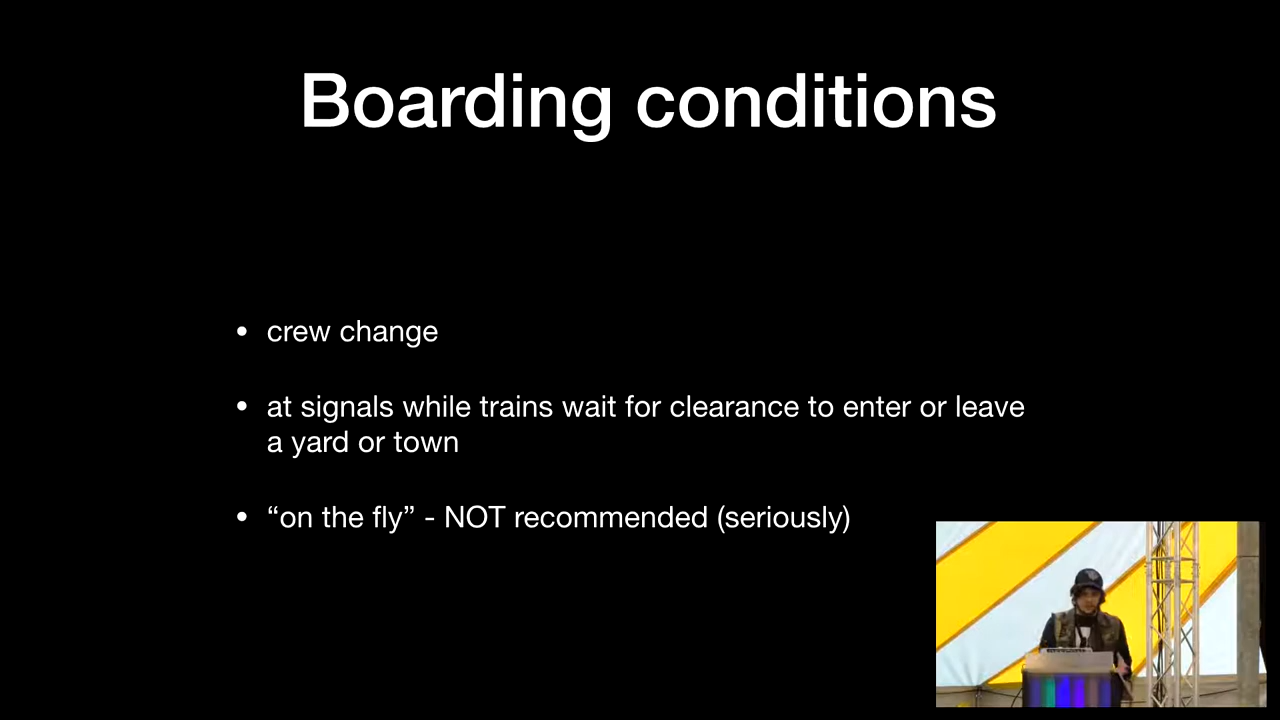 Boarding conditions
• crew change
• at signals while trains wait for clearance to enter or leave
a yard or town
• “on the fly” - NOT recommended (seriously)